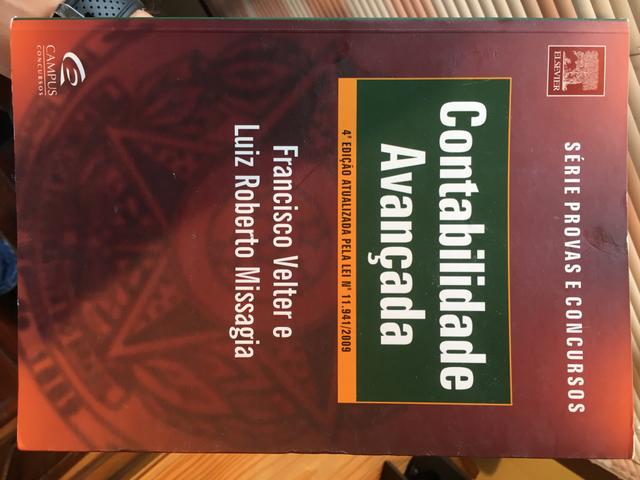 SÉRIE PROVAS E CONCURSOS
ELSEVIER
Contabilidade
Avançada
4ª EDIÇÃO ATUALIZADA PELA LEI Nº 11.941/2009
Francisco Velter e
Luiz Roberto Missagia
CAMPUS
CONCURSOS